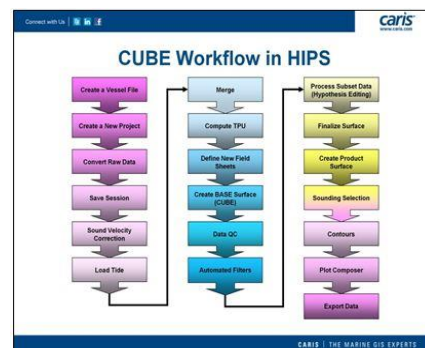 Connect with Us
caris
www.caris.com
CUBE Workflow in HIPS
Create a Vessel File
Create a New Project
Convert Raw Data
Save Session
Sound Velocity
Correction
Load Tide
Merge
Compute TPU
Define New Field
Sheets
Create BASE Surface
(CUBE)
Data QC
Automated Filters
Process Subset Data
(Hypothesis Editing)
Finalize Surface
Create Product
Surface
Sounding Selection
Contours
Plot Composer
Export Data
CARIS | THE MARINE GIS EXPERTS